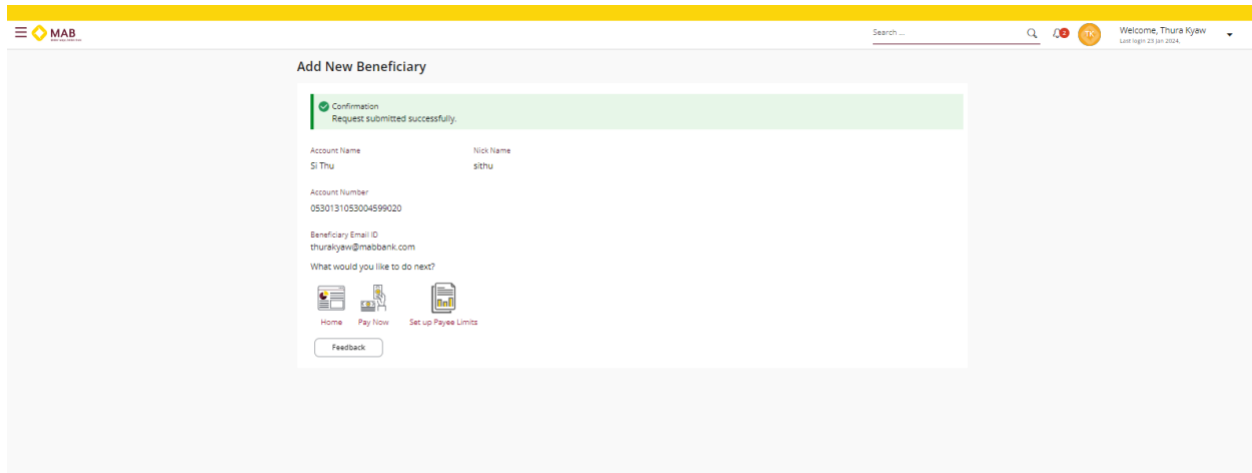 MAB
Search ...
2
TK
Welcome, Thura Kyaw
Last login 23 Jan 2024,
Add New Beneficiary
Confirmation
Request submitted successfully.
Account Name Nick Name
Si Thu sithu
Account Number
0530131053004599020
Beneficiary Email ID
thurakyaw@mabbank.com
What would you like to do next?
Home Pay Now Set up Payee Limits
Feedback